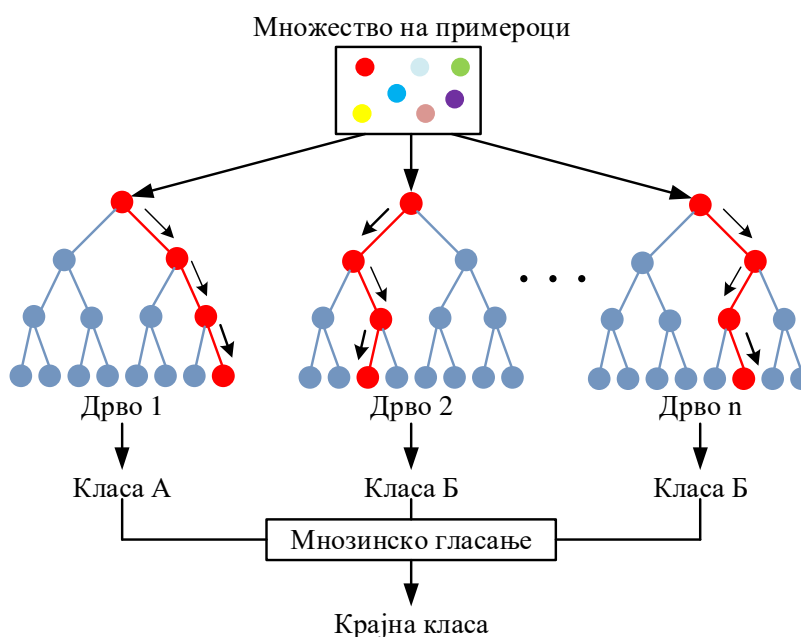 Множество на примероци
Дрво 1
Дрво 2
Дрво n
Класа А
Класа Б
Класа Б
Мнозинско гласање
Крајна класа